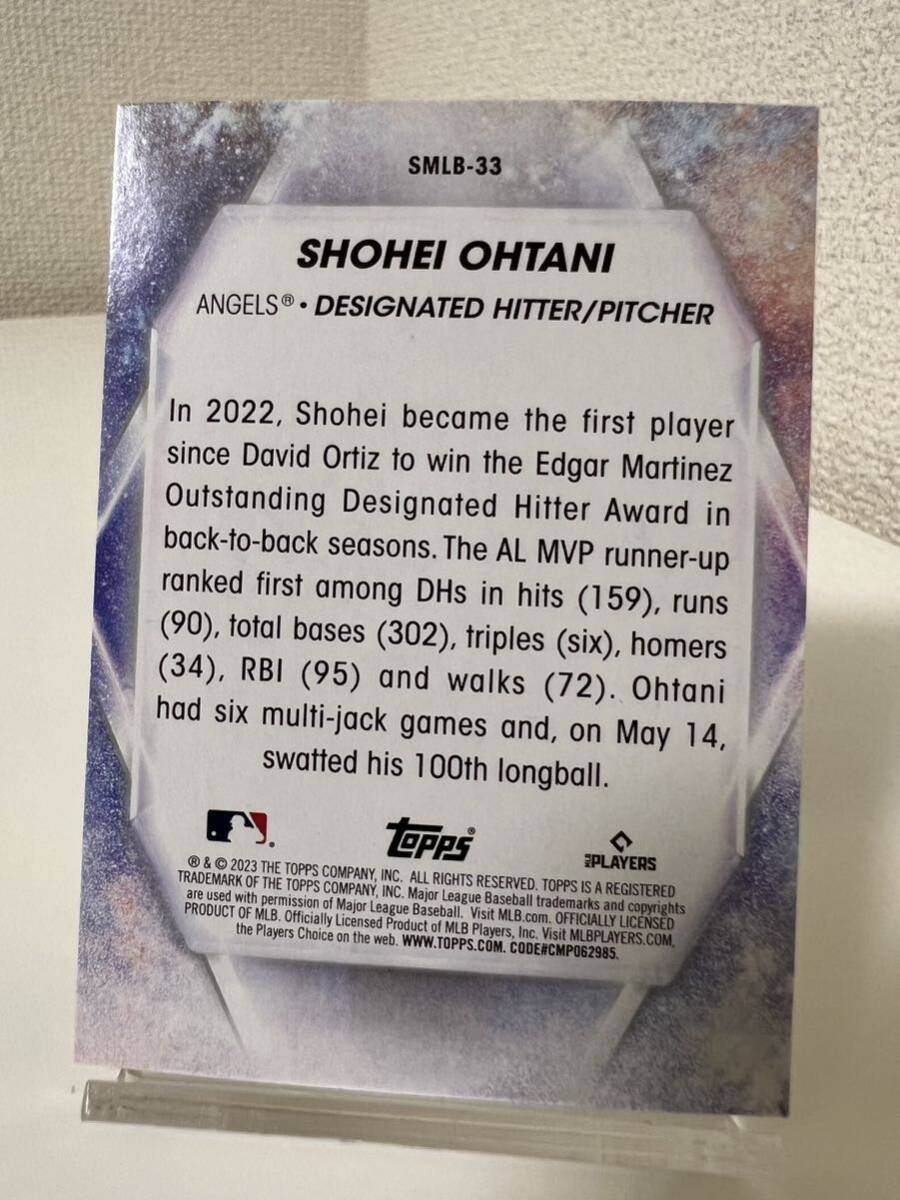 SMLB-33
SHOHEI OHTANI
ANGELS® • DESIGNATED HITTER/PITCHER
In 2022, Shohei became the first player
since David Ortiz to win the Edgar Martinez
Outstanding Designated Hitter Award in
back-to-back seasons. The AL MVP runner-up
ranked first among DHs in hits (159), runs
(90), total bases (302), triples (six), homers
(34), RBI (95) and walks (72). Ohtani
had six multi-jack games and, on May 14,
swatted his 100th longball.
topps®
MLB PLAYERS
® & © 2023 THE TOPPS COMPANY, INC. ALL RIGHTS RESERVED. TOPPS IS A REGISTERED
TRADEMARK OF THE TOPPS COMPANY, INC. Major League Baseball trademarks and copyrights
are used with permission of Major League Baseball. Visit MLB.com. OFFICIALLY LICENSED
PRODUCT OF MLB. Officially Licensed Product of MLB Players, Inc. Visit MLBPLAYERS.COM,
the Players Choice on the web. WWW.TOPPS.COM. CODE#CMP062985.